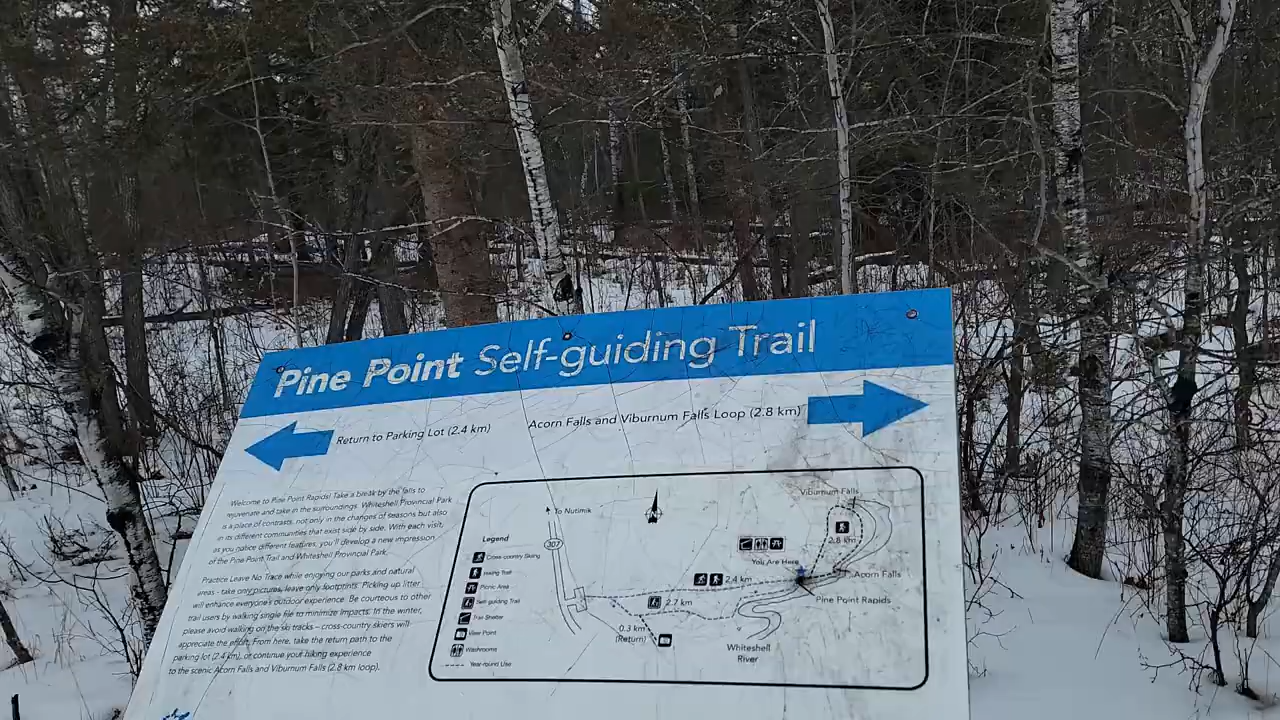 Pine Point Self-guiding Trail
Return to Parking Lot (2.4 km)
Acorn Falls and Viburnum Falls Loop (2.8 km)
Welcome to Pine Point Rapids! Take a break by the falls to
rejuvenate and take in the surroundings. Whiteshell Provincial Park
is a place of contrasts, not only in the changes of seasons but also
in its different communities that exist side by side. With each visit,
as you notice different features, you'll develop a new impression
of the Pine Point Trail and Whiteshell Provincial Park.
Practice Leave No Trace while enjoying our parks and natural
areas - take only pictures, leave only footprints. Picking up litter
will enhance everyone's outdoor experience. Be courteous to other
trail users by walking single file to minimize impacts. In the winter,
please avoid walking on the ski tracks – cross-country skiers will
appreciate the effort. From here, take the return path to the
parking lot (2.4 km), or continue your hiking experience
to the scenic Acorn Falls and Viburnum Falls (2.8 km loop).
To Nutimik
307
Legend
Cross-country Skiing
Hiking Trail
Picnic Area
Self-guiding Trail
Trail Shelter
View Point
Washrooms
Year-round Use
Viburnum Falls
2.8 km
You Are Here
Acorn Falls
2.4 km
Pine Point Rapids
2.7 km
0.3 km
(Return)
Whiteshell
River